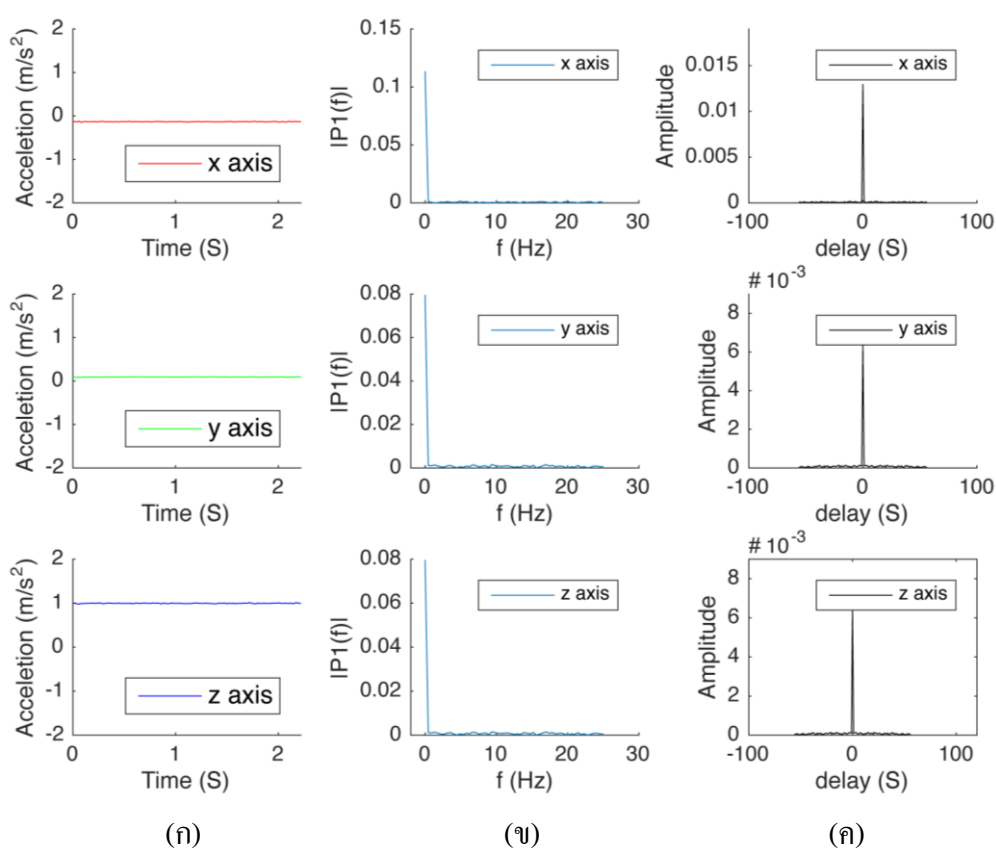 2
1
0
-1
-2
Acceletion (m/s²)
x axis
0 1 2
Time (S)
0.15
0.1
0.05
0
|P1(f)|
x axis
0 10 20 30
f (Hz)
0.015
0.01
0.005
0
Amplitude
x axis
-100 0 100
delay (S)
2
1
0
-1
-2
Acceletion (m/s²)
y axis
0 1 2
Time (S)
0.08
0.06
0.04
0.02
0
|P1(f)|
y axis
0 10 20 30
f (Hz)
# 10⁻³
8
6
4
2
0
Amplitude
y axis
-100 0 100
delay (S)
2
1
0
-1
-2
Acceletion (m/s²)
z axis
0 1 2
Time (S)
0.08
0.06
0.04
0.02
0
|P1(f)|
z axis
0 10 20 30
f (Hz)
# 10⁻³
8
6
4
2
0
Amplitude
z axis
-100 0 100
delay (S)
(ก) (ข) (ค)